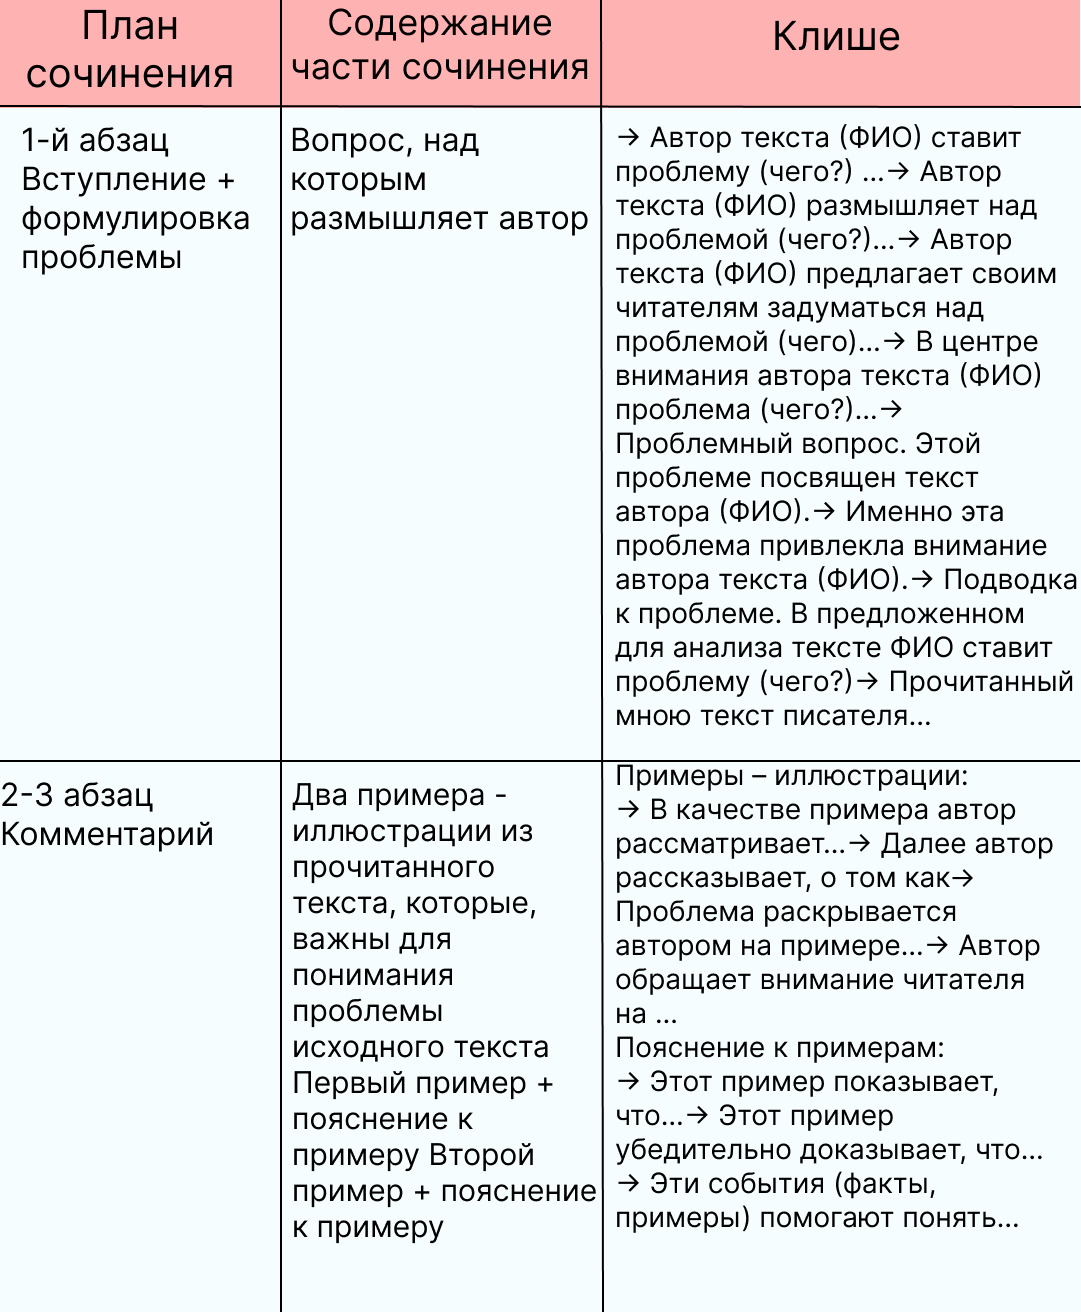 План
сочинения
Содержание
части сочинения
Клише
1-й абзац
Вступление +
формулировка
проблемы
Вопрос, над
которым
размышляет автор
→ Автор текста (ФИО) ставит
проблему (чего?) ...→ Автор
текста (ФИО) размышляет над
проблемой (чего?)...→ Автор
текста (ФИО) предлагает своим
читателям задуматься над
проблемой (чего)...→ В центре
внимания автора текста (ФИО)
проблема (чего?)...→
Проблемный вопрос. Этой
проблеме посвящен текст
автора (ФИО).→ Именно эта
проблема привлекла внимание
автора текста (ФИО).→ Подводка
к проблеме. В предложенном
для анализа тексте ФИО ставит
проблему (чего?)→ Прочитанный
мною текст писателя...
2-3 абзац
Комментарий
Два примера -
иллюстрации из
прочитанного
текста, которые,
важны для
понимания
проблемы
исходного текста
Первый пример +
пояснение к
примеру Второй
пример + пояснение
к примеру
Примеры – иллюстрации:
→ В качестве примера автор
рассматривает...→ Далее автор
рассказывает, о том как→
Проблема раскрывается
автором на примере...→ Автор
обращает внимание читателя
на ...
Пояснение к примерам:
→ Этот пример показывает,
что...→ Этот пример
убедительно доказывает, что...
→ Эти события (факты,
примеры) помогают понять...